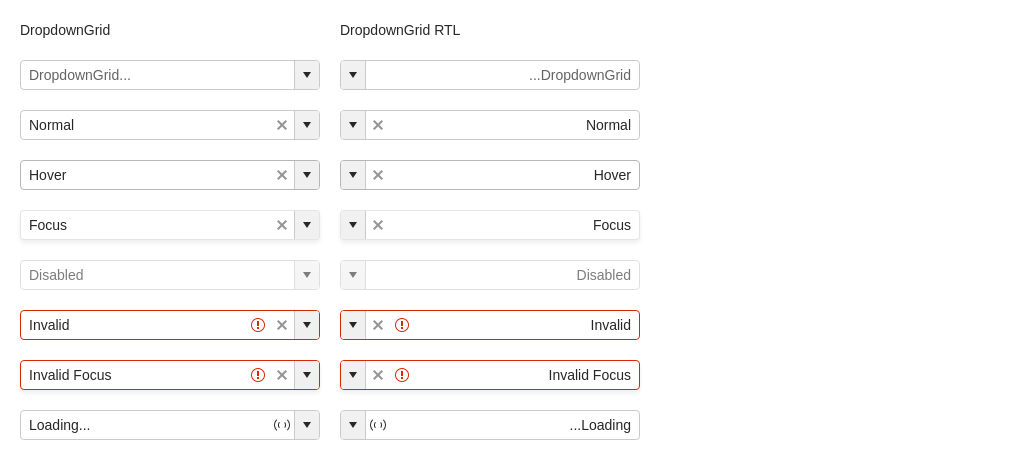 DropdownGrid
DropdownGrid RTL
DropdownGrid...
...DropdownGrid
Normal
Normal
Hover
Hover
Focus
Focus
Disabled
Disabled
Invalid
Invalid
Invalid Focus
Invalid Focus
Loading...
...Loading